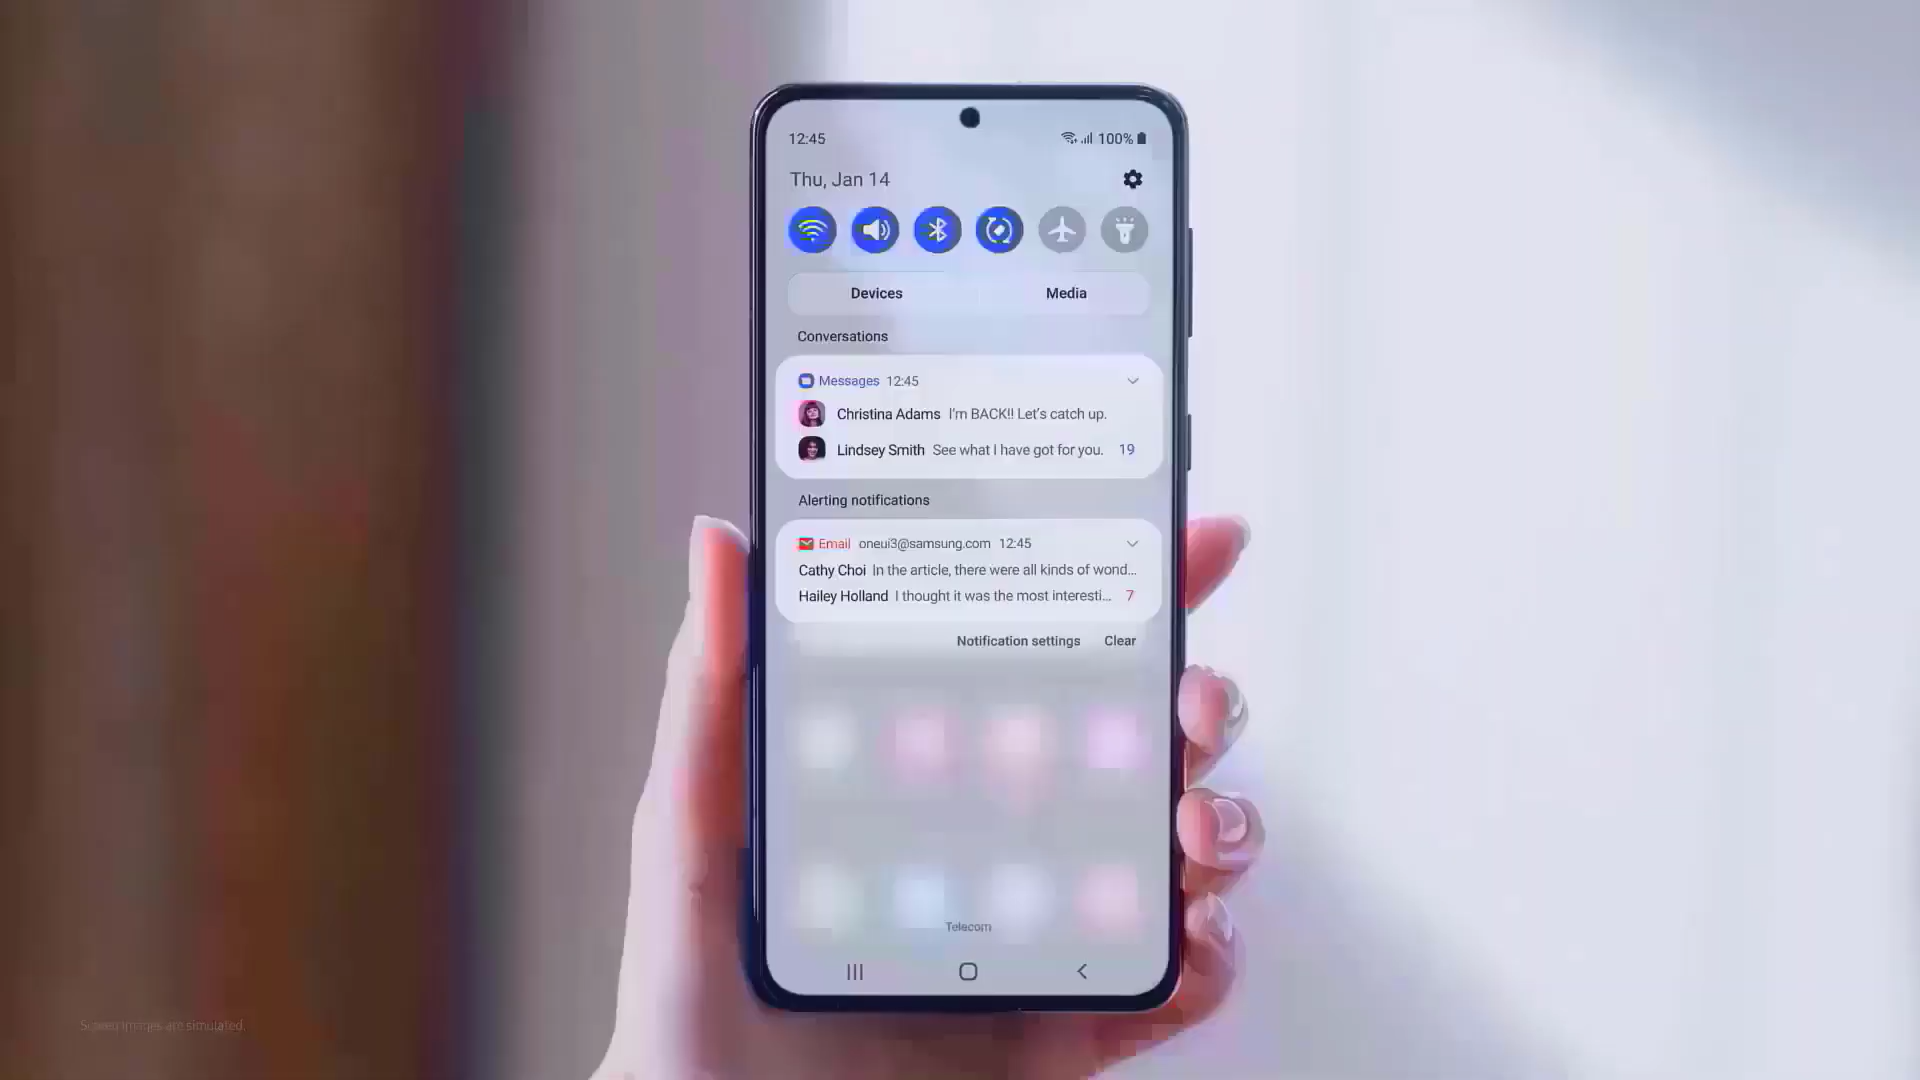 12:45 100%
Thu, Jan 14
Devices Media
Conversations
Messages 12:45
Christina Adams I'm BACK!! Let's catch up.
Lindsey Smith See what I have got for you. 19
Alerting notifications
Email oneui3@samsung.com 12:45
Cathy Choi In the article, there were all kinds of wond...
Hailey Holland I thought it was the most interesti... 7
Notification settings Clear
Telecom
Screen images are simulated.